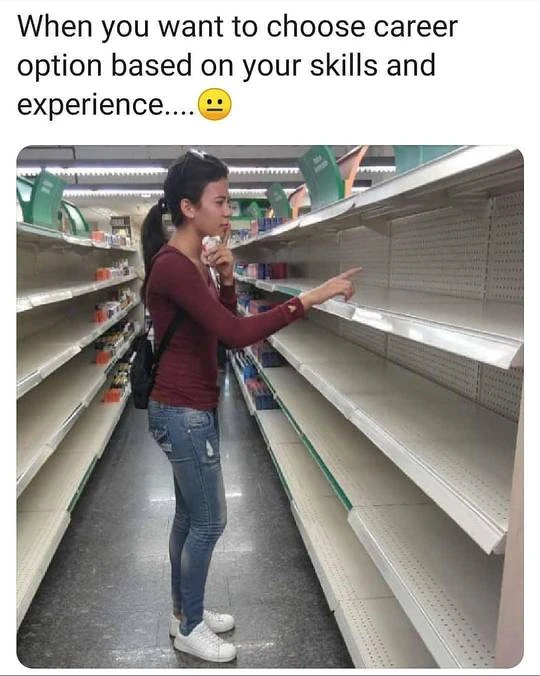 When you want to choose career
option based on your skills and
experience....😐